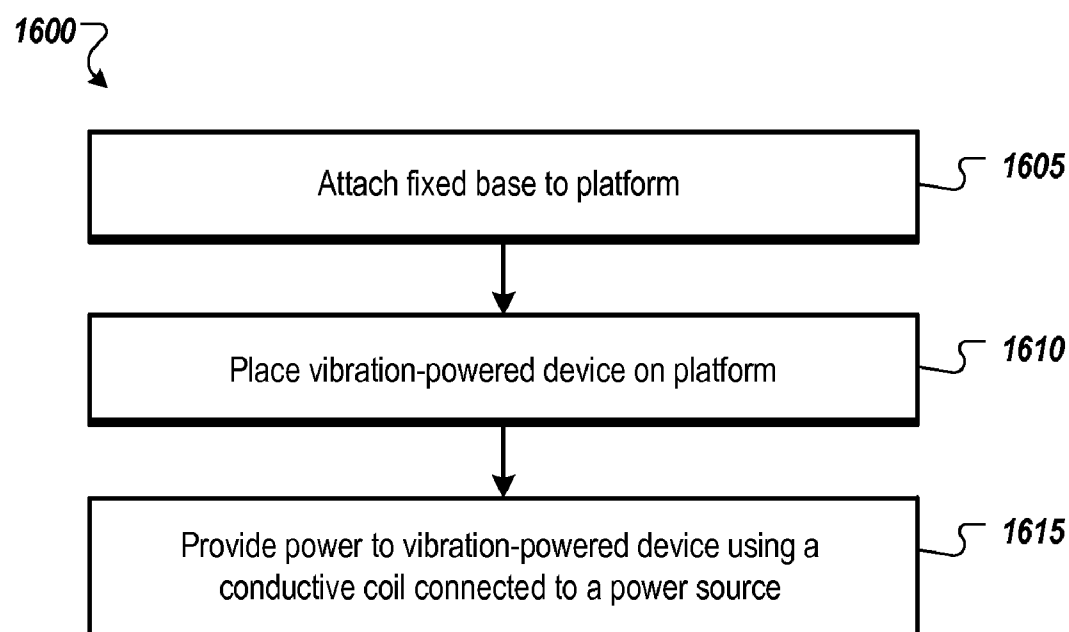 1600
Attach fixed base to platform
1605
Place vibration-powered device on platform
1610
Provide power to vibration-powered device using a
conductive coil connected to a power source
1615